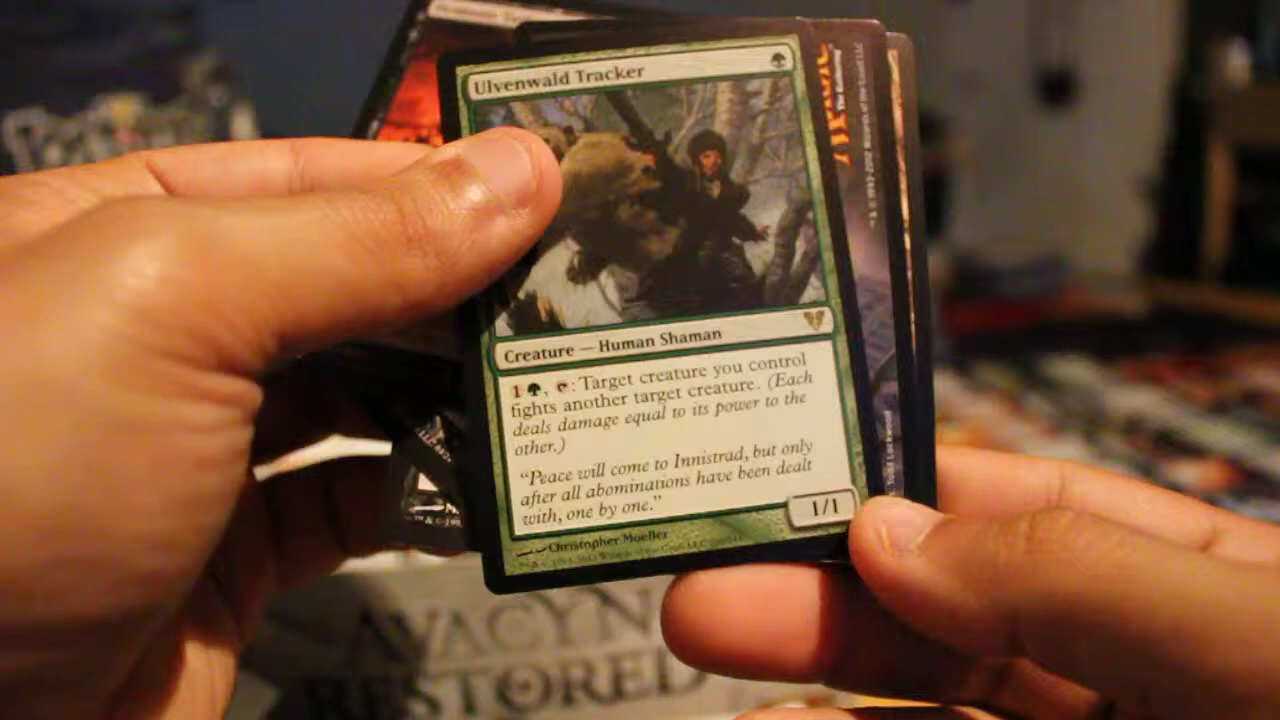 Ulvenwald Tracker
Creature — Human Shaman
1 , : Target creature you control
fights another target creature. (Each
deals damage equal to its power to the
other.)
“Peace will come to Innistrad, but only
after all abominations have been dealt
with, one by one.”
1/1
Christopher Moeller
Todd Lockwood
AVACYN
RESTORED